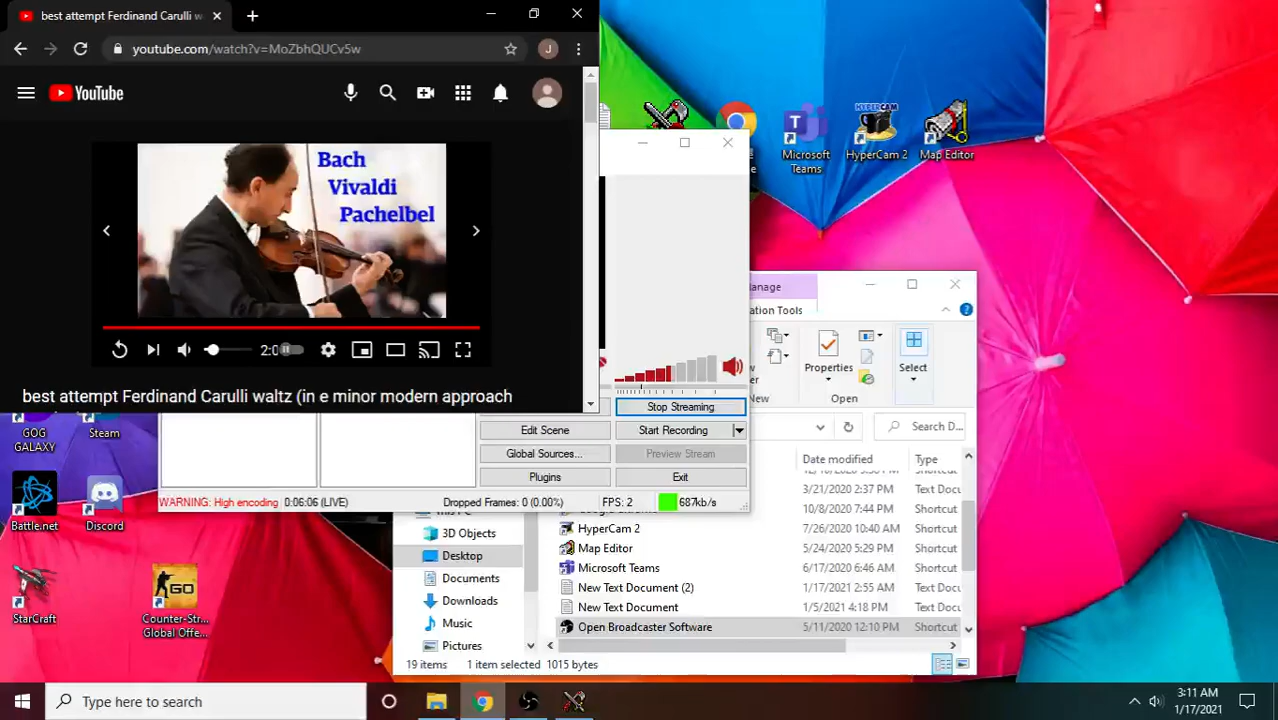 best attempt Ferdinand Carulli w
youtube.com/watch?v=MoZbhQUCv5w
J
YouTube
Bach
Vivaldi
Pachelbel
2:0
best attempt Ferdinand Carulli waltz (in e minor modern approach
Microsoft
Teams
HYPERCAM
HyperCam 2
Map Editor
Stop Streaming
Edit Scene
Start Recording
Global Sources...
Preview Stream
Plugins
Exit
WARNING: High encoding
0:06:06 (LIVE)
Dropped Frames: 0 (0.00%)
FPS: 2
687kb/s
anage
ation Tools
Properties
Select
New
Open
Search D...
Date modified
Type
3/21/2020 2:37 PM
Text Docu
10/8/2020 7:44 PM
Shortcut
HyperCam 2
7/26/2020 10:40 AM
Shortcut
Map Editor
5/24/2020 5:29 PM
Shortcut
Microsoft Teams
6/17/2020 6:46 AM
Shortcut
New Text Document (2)
1/17/2021 2:55 AM
Text Docu
New Text Document
1/5/2021 4:18 PM
Text Docu
Open Broadcaster Software
5/11/2020 12:10 PM
Shortcut
3D Objects
Desktop
Documents
Downloads
Music
Pictures
19 items
1 item selected
1015 bytes
GOG
GALAXY
Steam
Battle.net
Discord
StarCraft
GO
Counter-Str...
Global Offe...
Type here to search
3:11 AM
1/17/2021